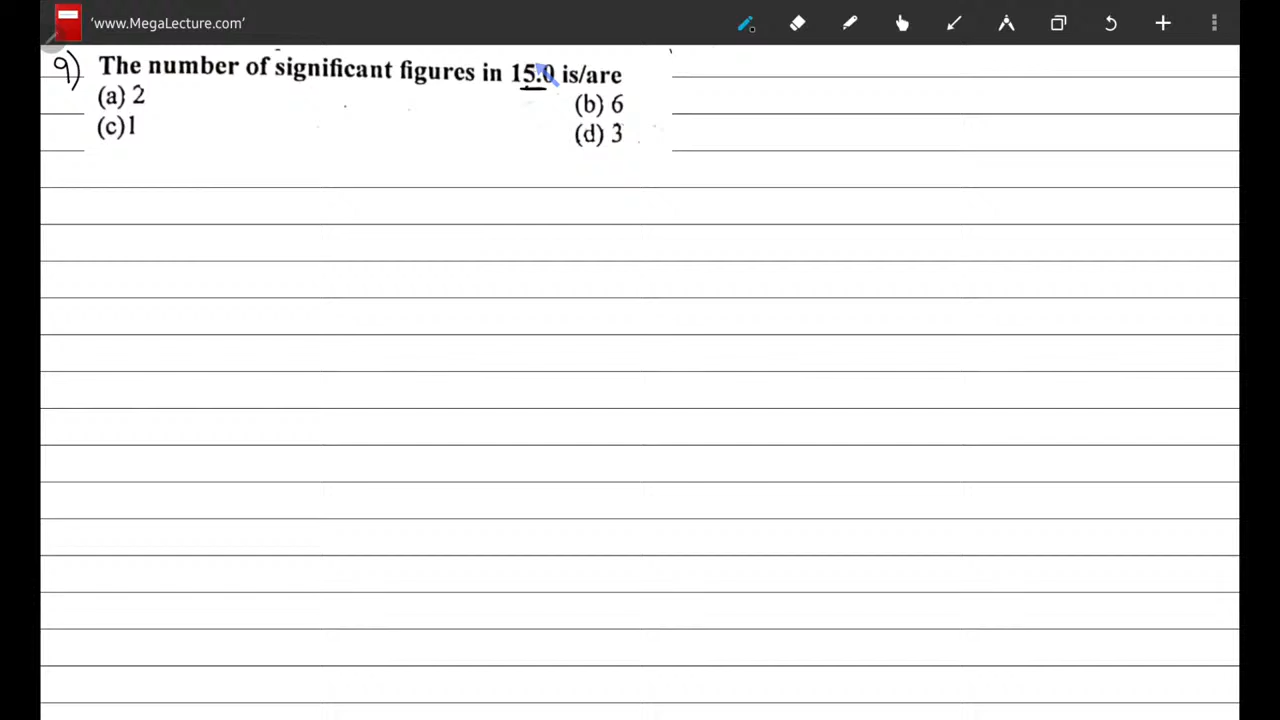 ‘www.MegaLecture.com’
9) The number of significant figures in 15.0 is/are
(a) 2 (b) 6
(c)1 (d) 3